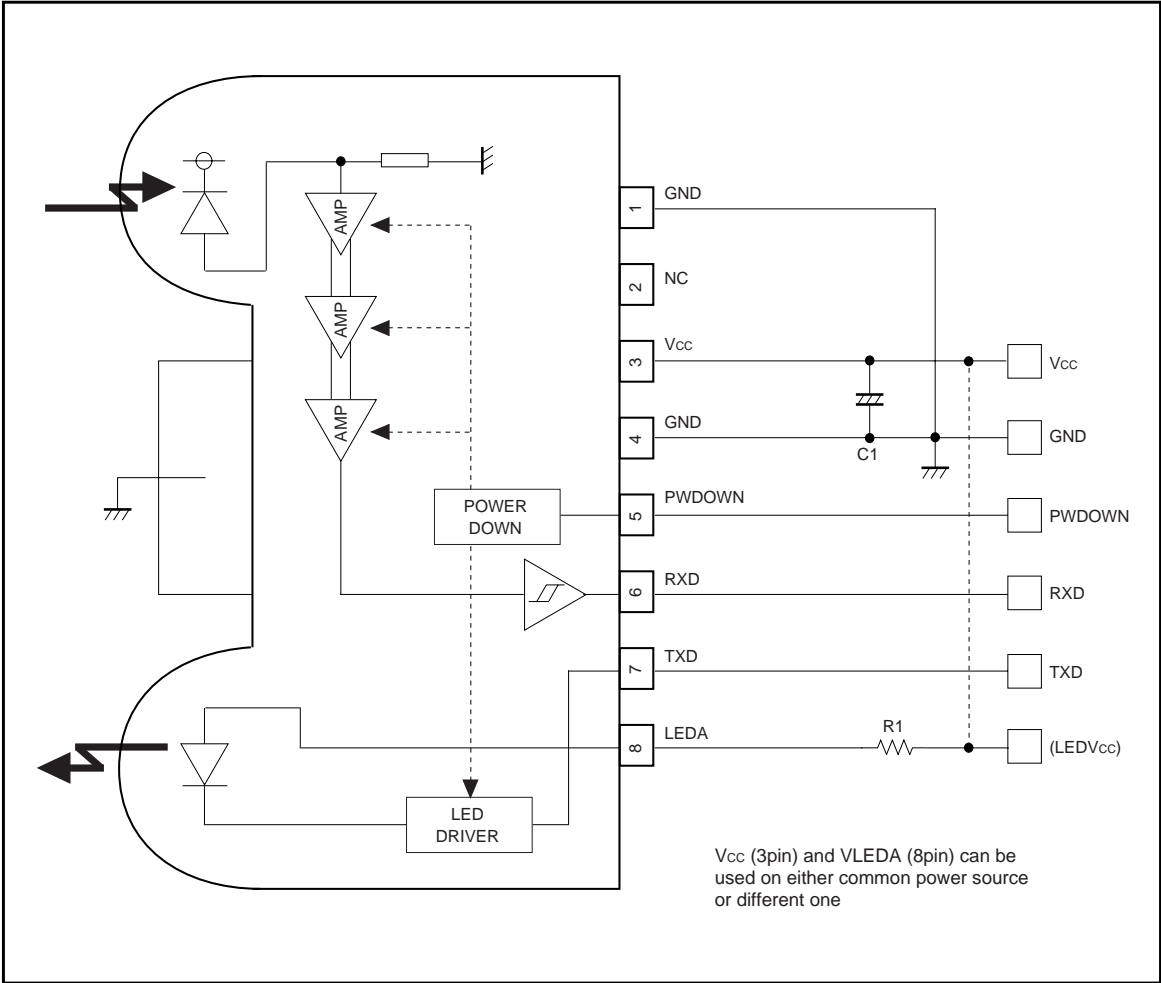 AMP
AMP
AMP
POWER
DOWN
LED
DRIVER
1
GND
2
NC
3
Vcc
4
GND
5
PWDOWN
6
RXD
7
TXD
8
LEDA
C1
R1
Vcc
GND
PWDOWN
RXD
TXD
(LEDVcc)
Vcc (3pin) and VLEDA (8pin) can be
used on either common power source
or different one